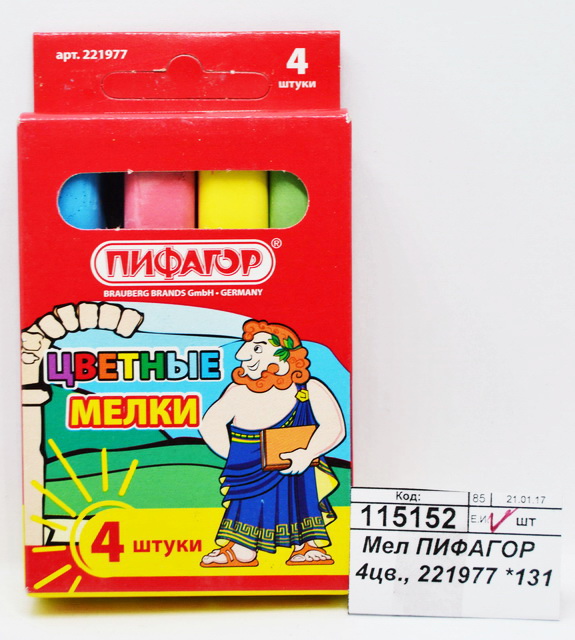 арт. 221977
4
штуки
ПИФАГОР®
BRAUBERG BRANDS GmbH • GERMANY
ЦВЕТНЫЕ
МЕЛКИ
4 штуки
Код: 85 21.01.17
115152 Е.И. шт
Мел ПИФАГОР
4цв., 221977 *131